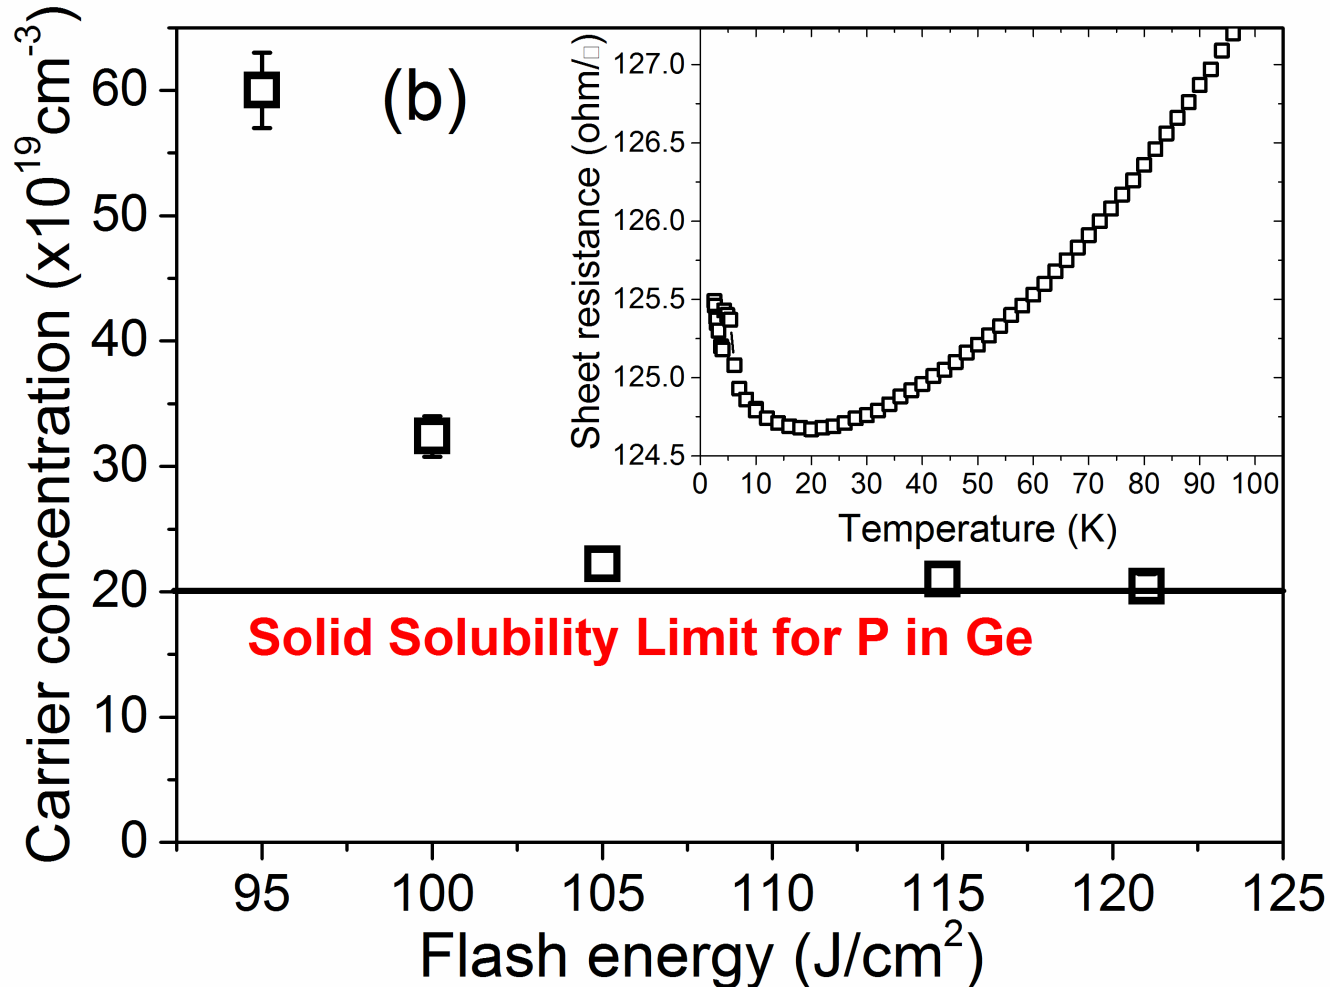 Carrier concentration (x10¹⁹cm⁻³)
60
50
40
30
20
10
0
(b)
Sheet resistance (ohm/□)
127.0
126.5
126.0
125.5
125.0
124.5
0 10 20 30 40 50 60 70 80 90 100
Temperature (K)
Solid Solubility Limit for P in Ge
95 100 105 110 115 120 125
Flash energy (J/cm²)